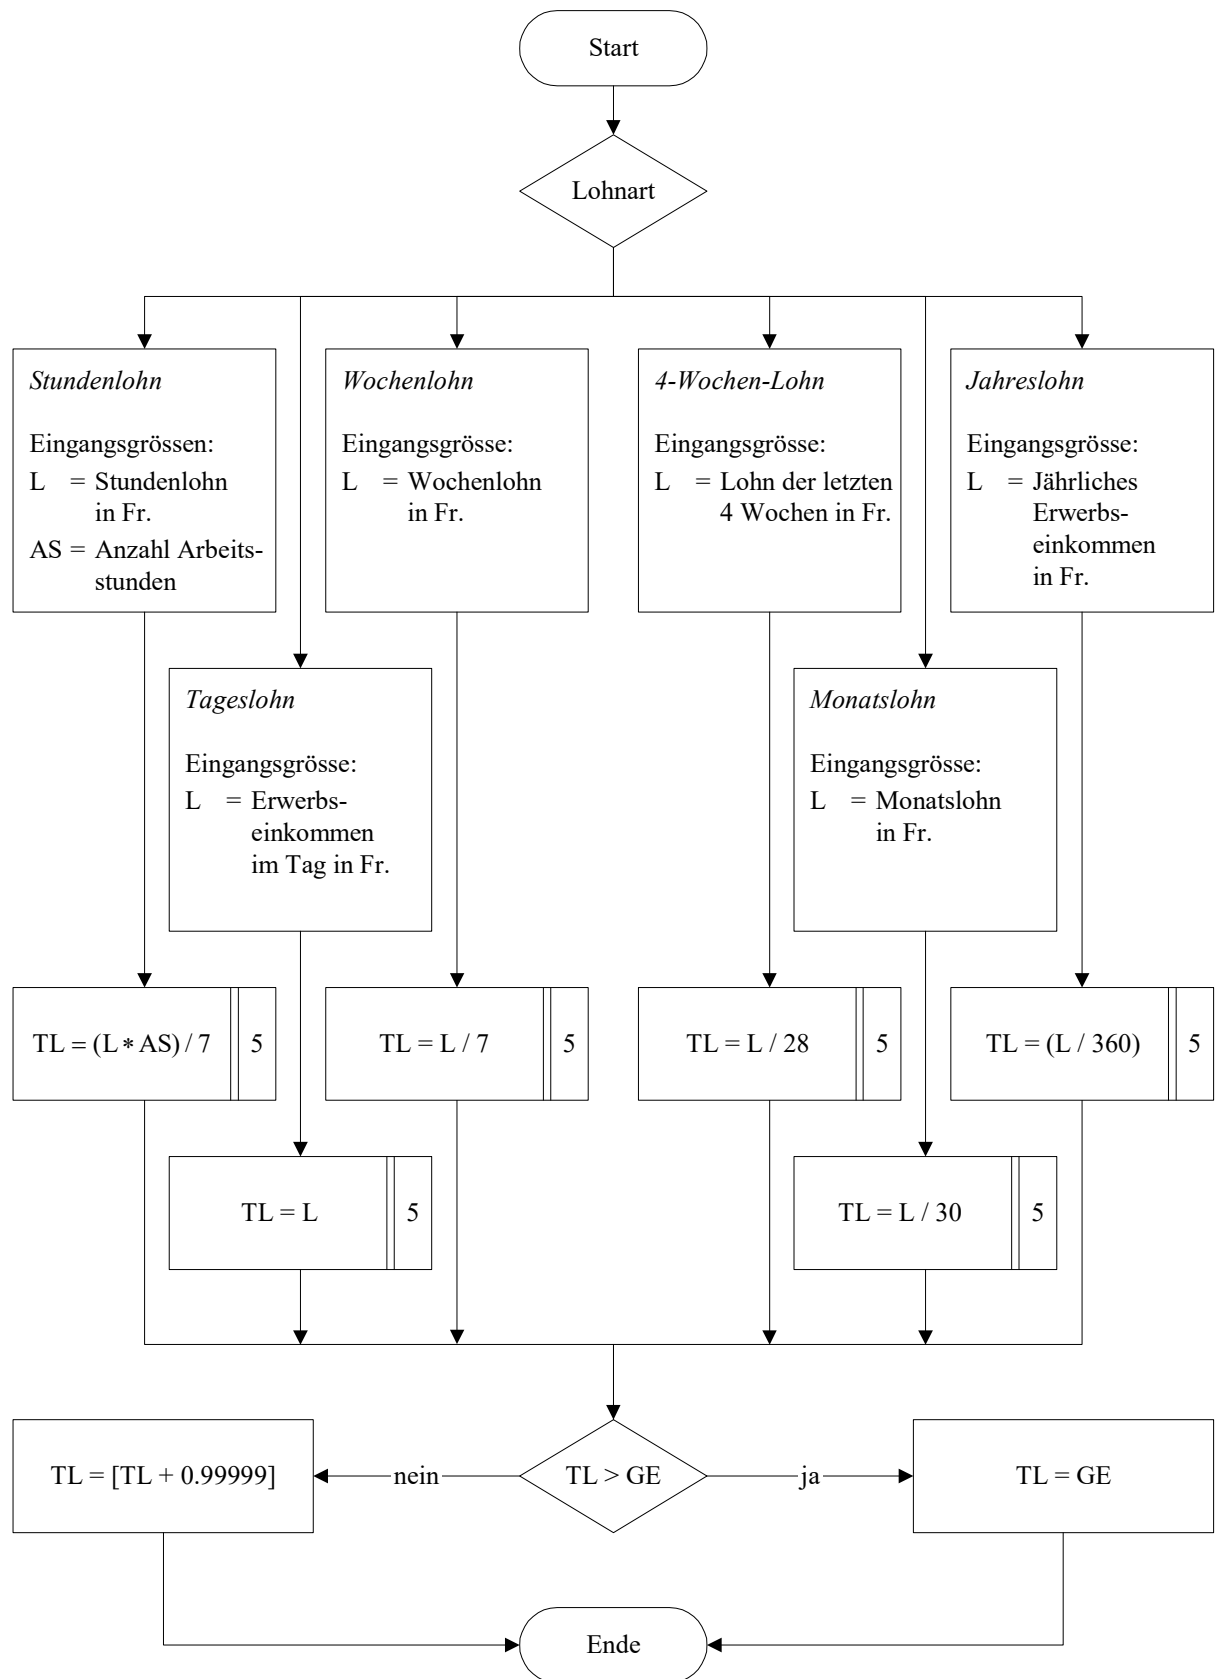 Start
Lohnart
Stundenlohn
Eingangsgrössen:
L = Stundenlohn
in Fr.
AS = Anzahl Arbeits-
stunden
Wochenlohn
Eingangsgrösse:
L = Wochenlohn
in Fr.
4-Wochen-Lohn
Eingangsgrösse:
L = Lohn der letzten
4 Wochen in Fr.
Jahreslohn
Eingangsgrösse:
L = Jährliches
Erwerbs-
einkommen
in Fr.
Tageslohn
Eingangsgrösse:
L = Erwerbs-
einkommen
im Tag in Fr.
Monatslohn
Eingangsgrösse:
L = Monatslohn
in Fr.
TL = (L * AS) / 7 5
TL = L / 7 5
TL = L / 28 5
TL = (L / 360) 5
TL = L 5
TL = L / 30 5
TL = [TL + 0.99999]
nein
TL > GE
ja
TL = GE
Ende